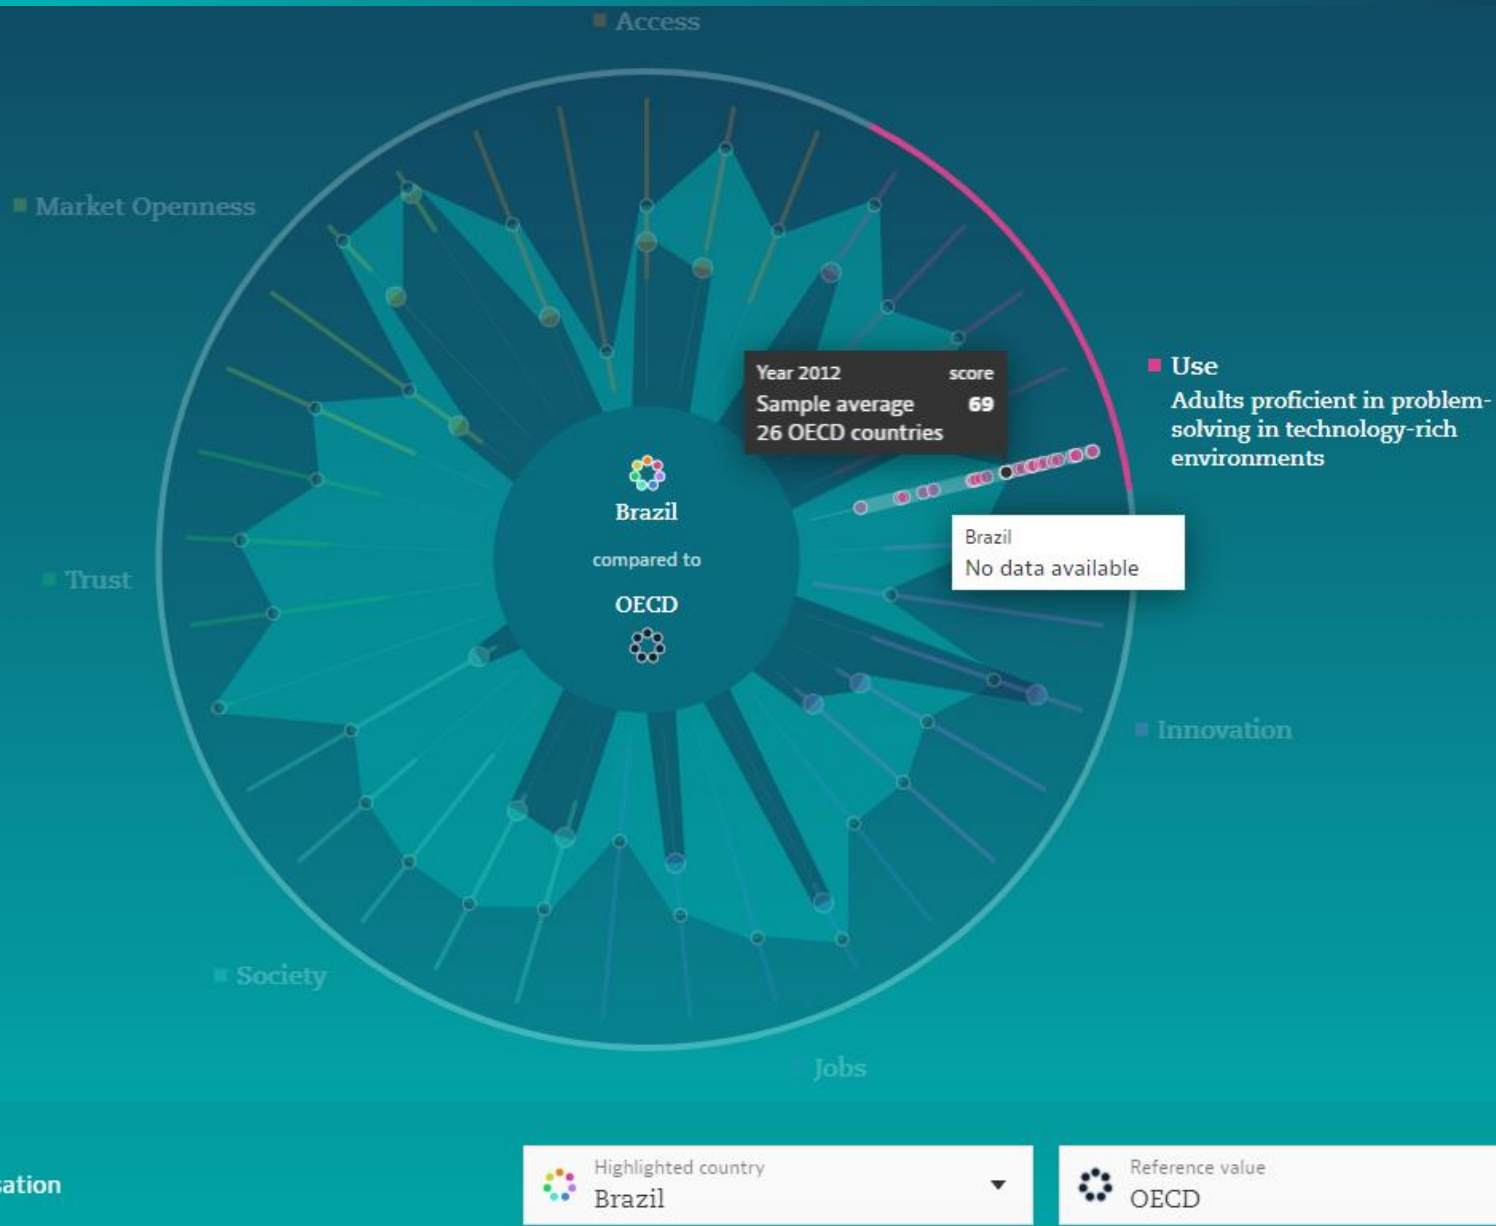 Access
Market Openness
Year 2012 score
Sample average 69
26 OECD countries
Use
Adults proficient in problem-
solving in technology-rich
environments
Brazil
compared to
OECD
Brazil
No data available
Trust
Innovation
Society
Jobs
sation
Highlighted country
Brazil
Reference value
OECD